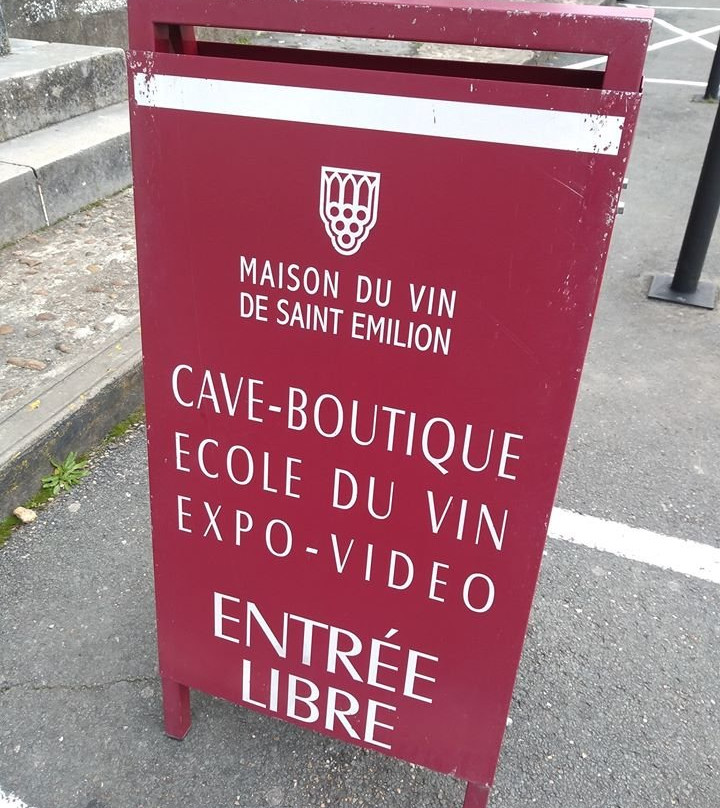 MAISON DU VIN
DE SAINT EMILION
CAVE-BOUTIQUE
ECOLE DU VIN
EXPO-VIDEO
ENTRÉE
LIBRE